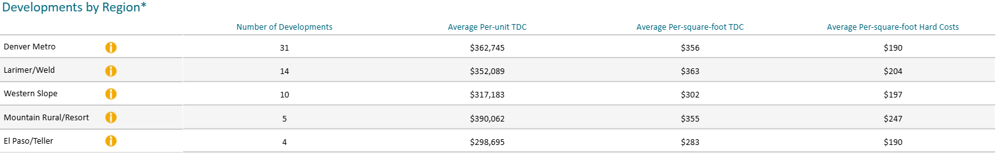 Developments by Region*
Number of Developments Average Per-unit TDC Average Per-square-foot TDC Average Per-square-foot Hard Costs
Denver Metro 31 $362,745 $356 $190
Larimer/Weld 14 $352,089 $363 $204
Western Slope 10 $317,183 $302 $197
Mountain Rural/Resort 5 $390,062 $355 $247
El Paso/Teller 4 $298,695 $283 $190